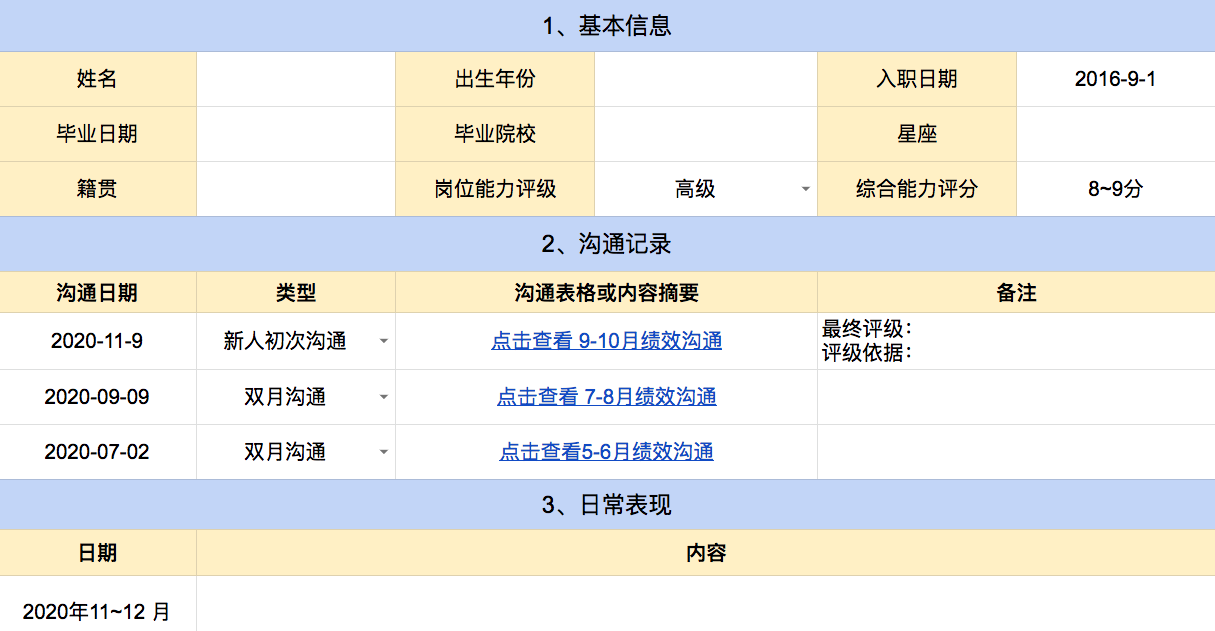 1、基本信息
姓名 出生年份 入职日期 2016-9-1
毕业日期 毕业院校 星座
籍贯 岗位能力评级 高级 综合能力评分 8~9分
2、沟通记录
沟通日期 类型 沟通表格或内容摘要 备注
2020-11-9 新人初次沟通 点击查看 9-10月绩效沟通 最终评级：
评级依据：
2020-09-09 双月沟通 点击查看 7-8月绩效沟通
2020-07-02 双月沟通 点击查看5-6月绩效沟通
3、日常表现
日期 内容
2020年11~12 月